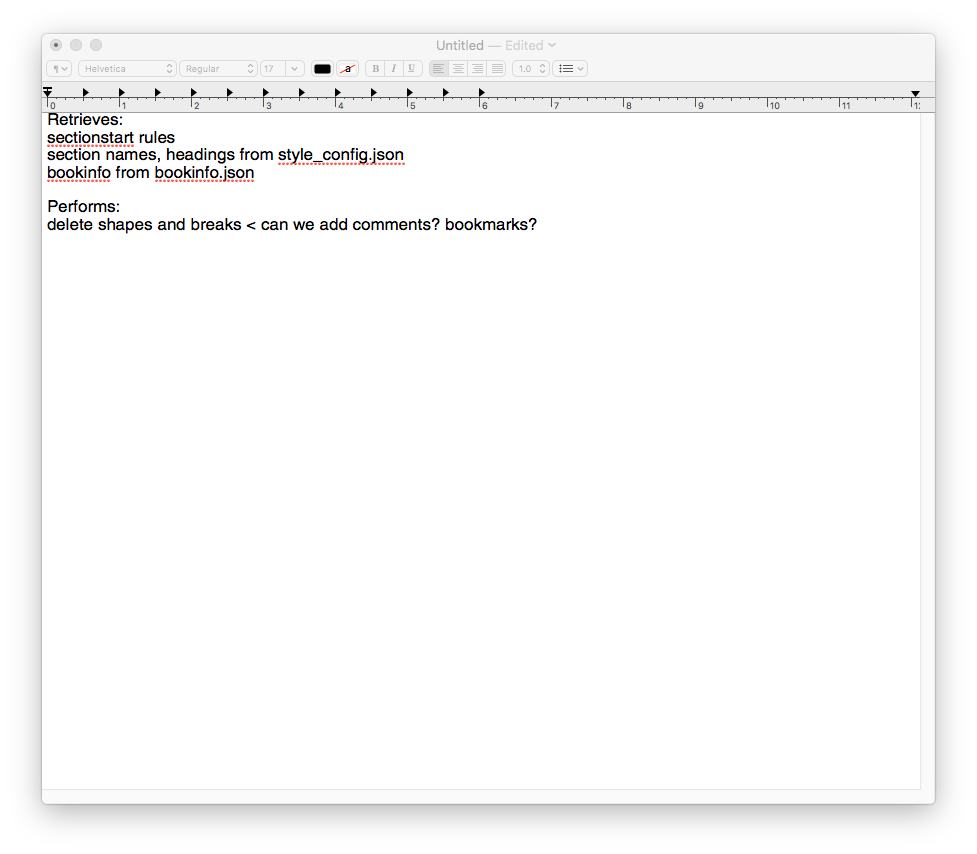 Untitled — Edited
¶ Helvetica Regular 17 a B I U 1.0
0 1 2 3 4 5 6 7 8 9 10 11
Retrieves:
sectionstart rules
section names, headings from style_config.json
bookinfo from bookinfo.json
Performs:
delete shapes and breaks < can we add comments? bookmarks?